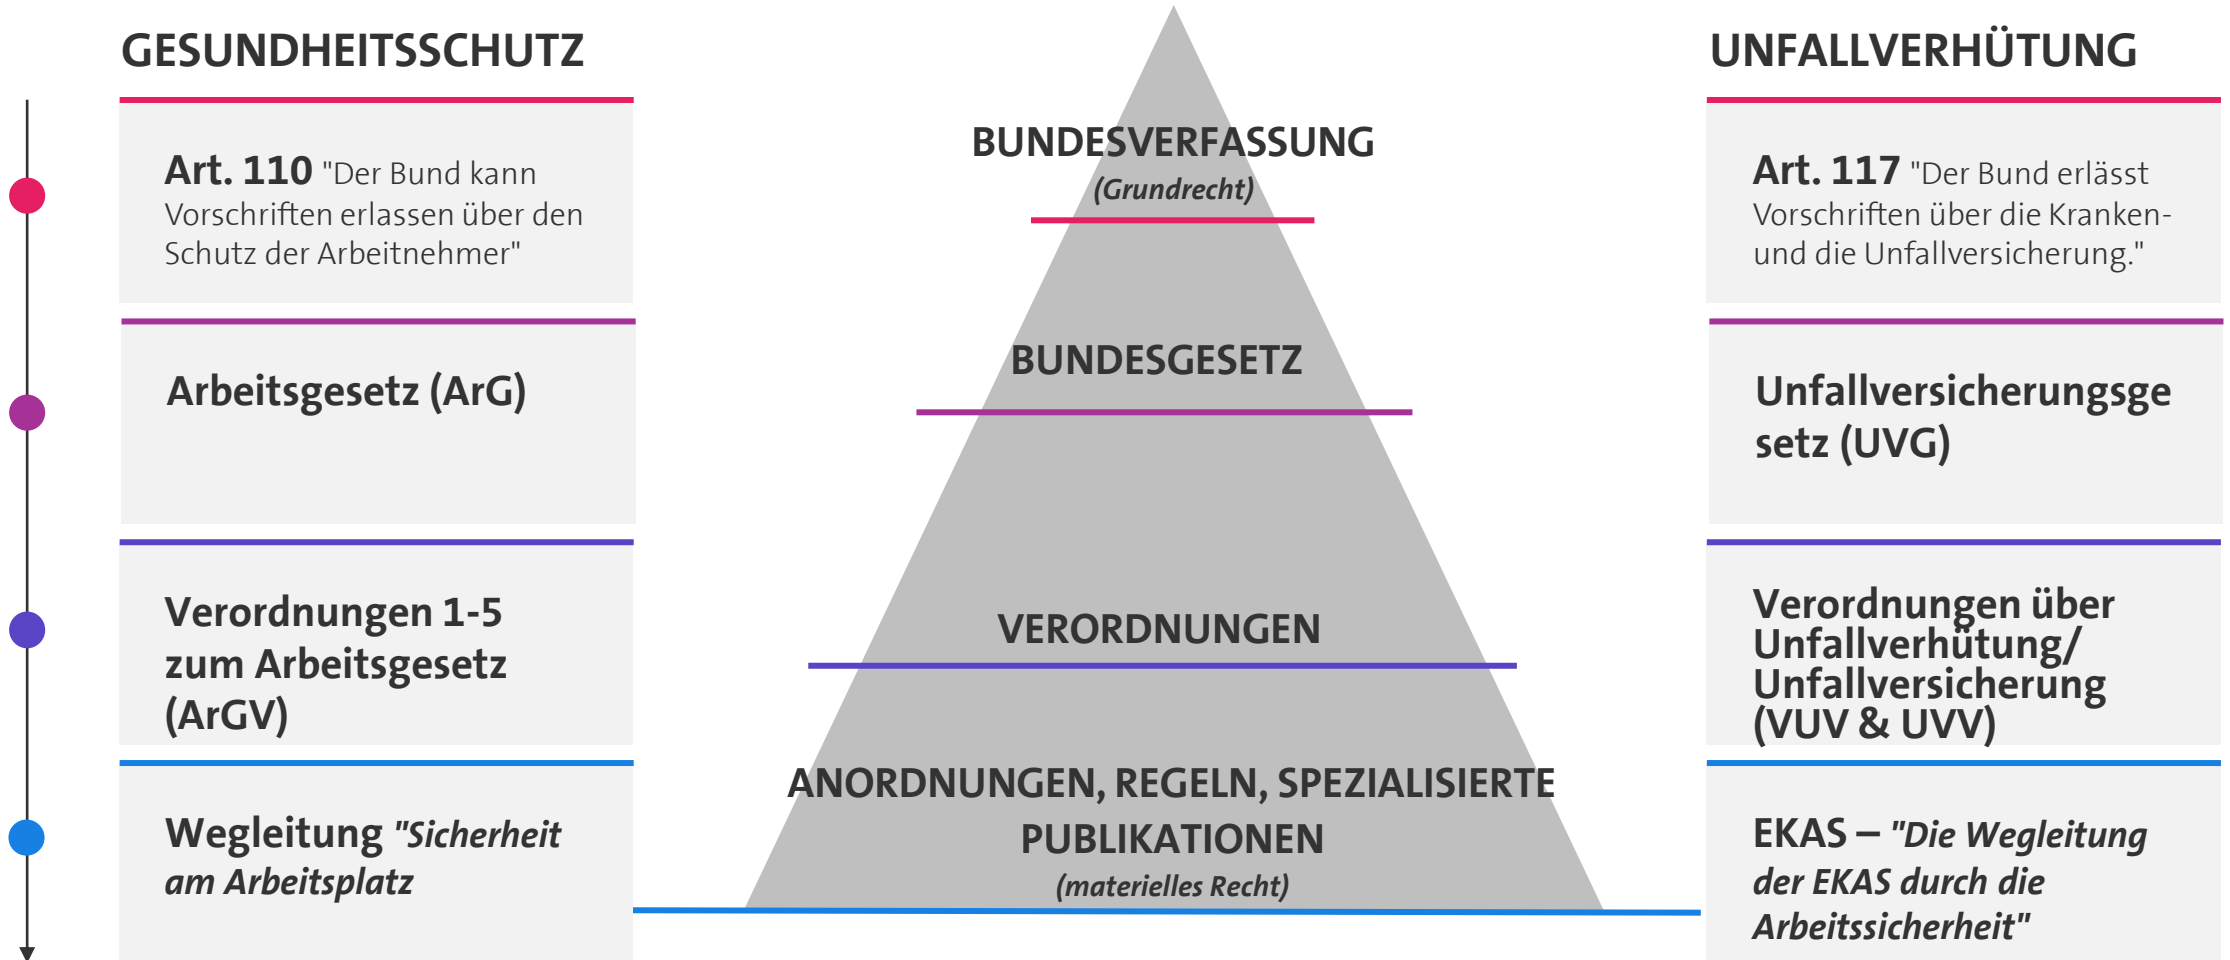 GESUNDHEITSSCHUTZ
Art. 110 "Der Bund kann
Vorschriften erlassen über den
Schutz der Arbeitnehmer"
Arbeitsgesetz (ArG)
Verordnungen 1-5
zum Arbeitsgesetz
(ArGV)
Wegleitung "Sicherheit
am Arbeitsplatz
BUNDESVERFASSUNG
(Grundrecht)
BUNDESGESETZ
VERORDNUNGEN
ANORDNUNGEN, REGELN, SPEZIALISIERTE
PUBLIKATIONEN
(materielles Recht)
UNFALLVERHÜTUNG
Art. 117 "Der Bund erlässt
Vorschriften über die Kranken-
und die Unfallversicherung."
Unfallversicherungsge
setz (UVG)
Verordnungen über
Unfallverhütung/
Unfallversicherung
(VUV & UVV)
EKAS – "Die Wegleitung
der EKAS durch die
Arbeitssicherheit"